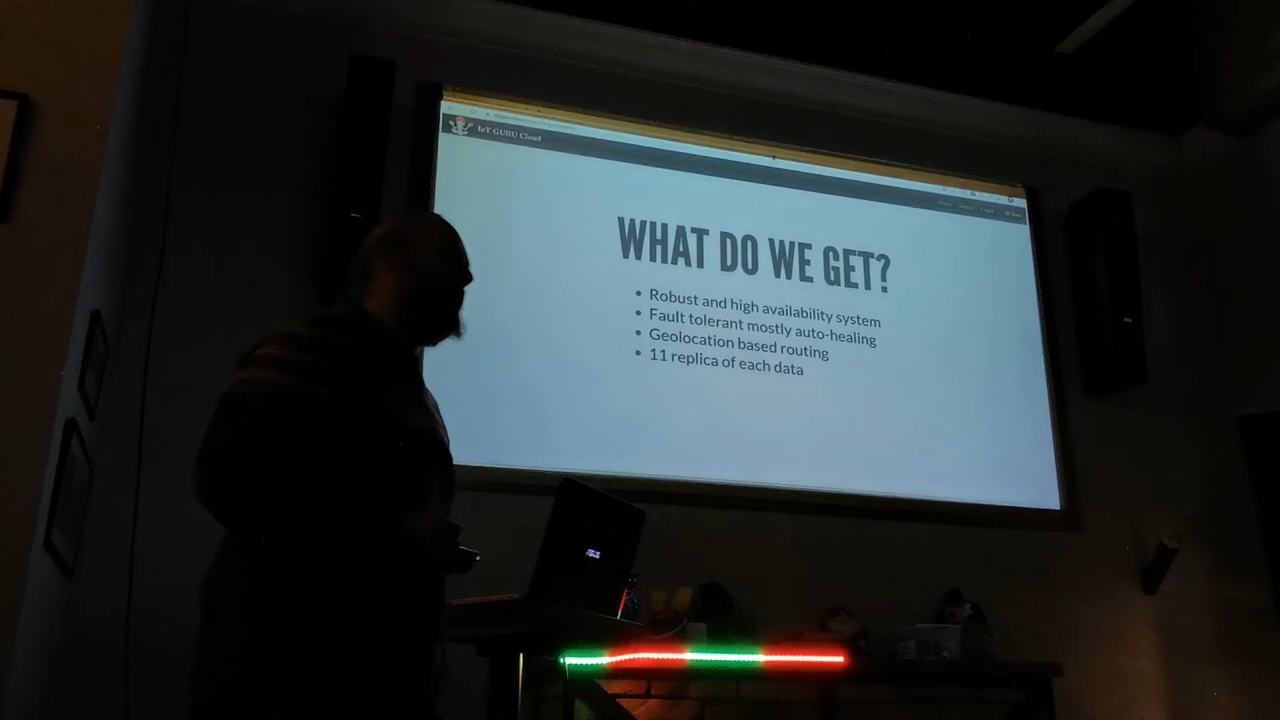 IoT GURU Cloud
WHAT DO WE GET?
• Robust and high availability system
• Fault tolerant mostly auto-healing
• Geolocation based routing
• 11 replica of each data
ASUS